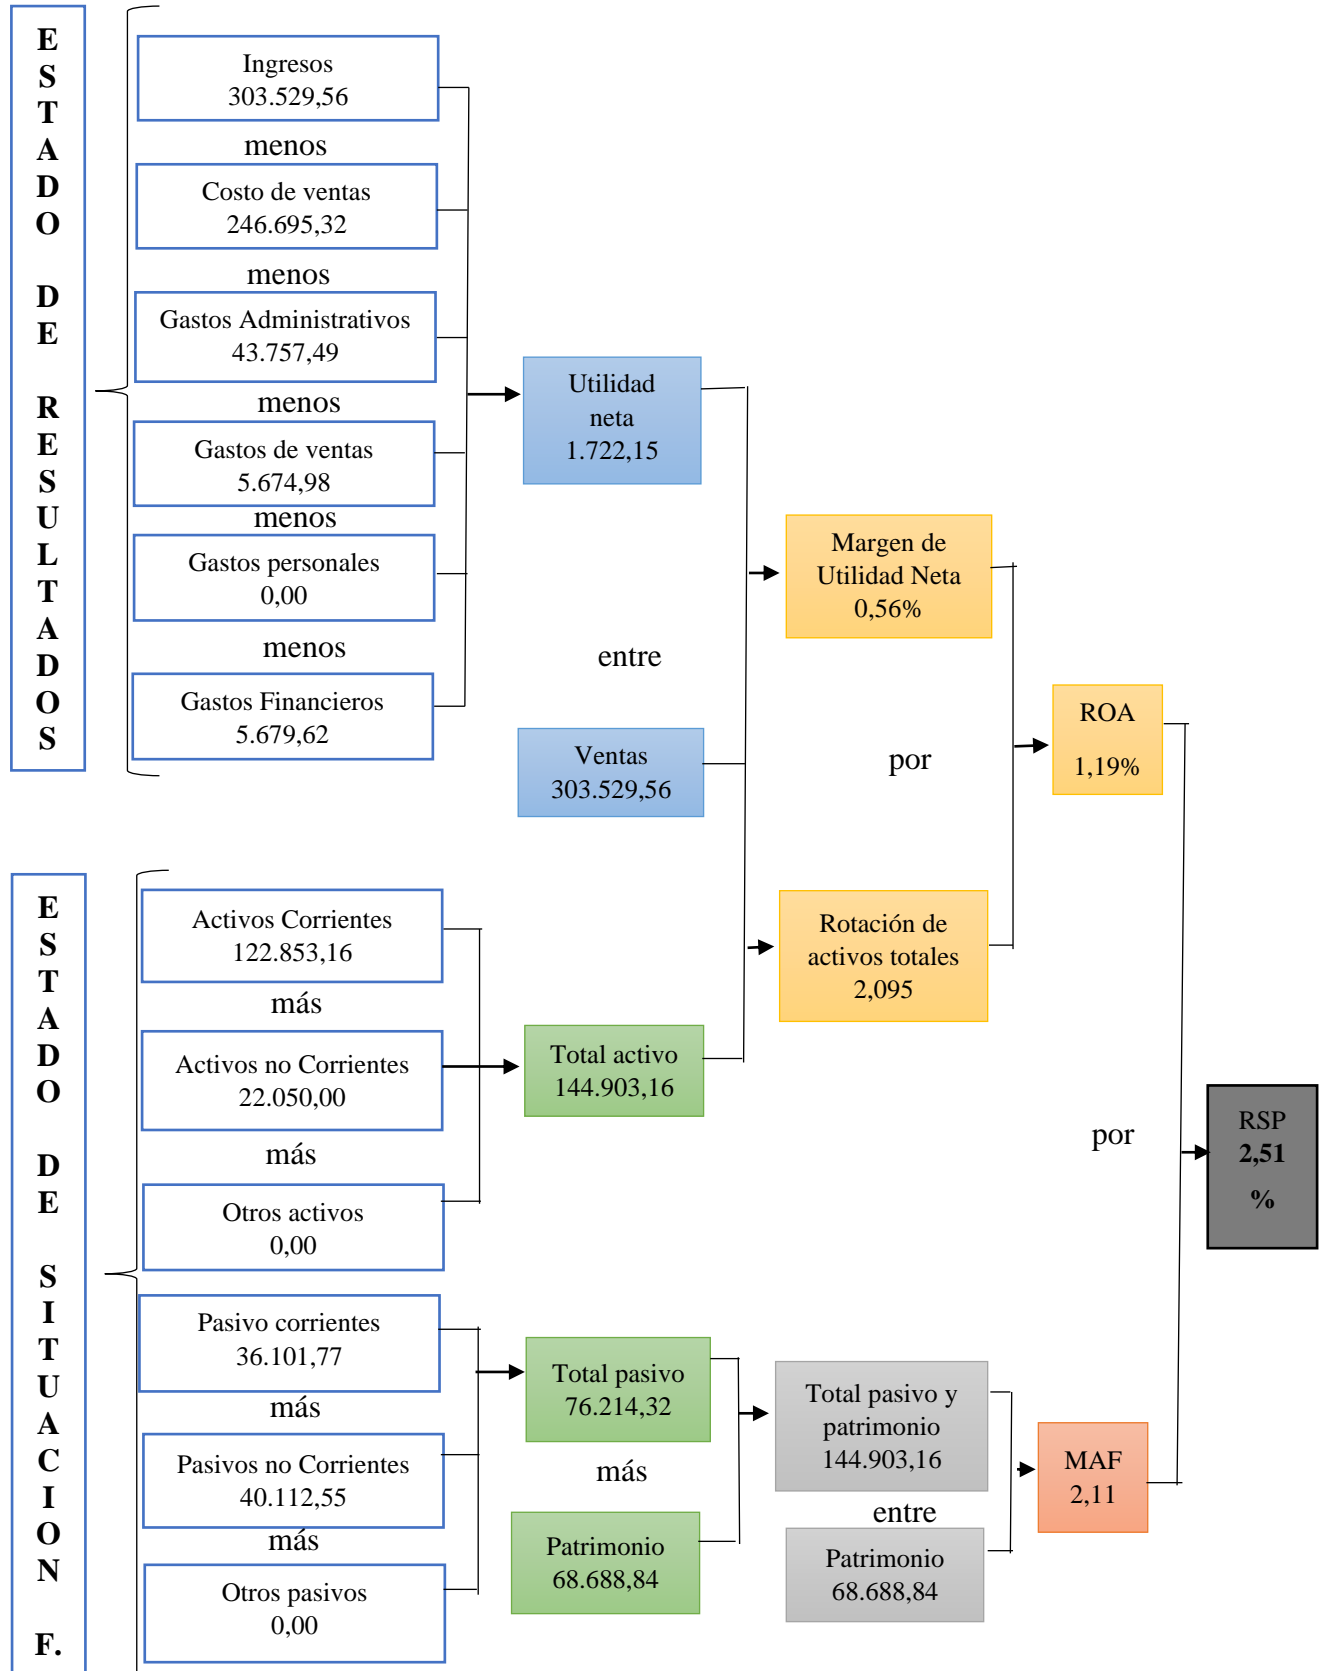 ESTADO DE RESULTADOS
Ingresos
303.529,56
menos
Costo de ventas
246.695,32
menos
Gastos Administrativos
43.757,49
menos
Gastos de ventas
5.674,98
menos
Gastos personales
0,00
menos
Gastos Financieros
5.679,62
Utilidad
neta
1.722,15
entre
Ventas
303.529,56
Margen de
Utilidad Neta
0,56%
por
ROA
1,19%
ESTADO DE SITUACION F.
Activos Corrientes
122.853,16
más
Activos no Corrientes
22.050,00
más
Otros activos
0,00
Total activo
144.903,16
Rotación de
activos totales
2,095
por
RSP
2,51
%
Pasivo corrientes
36.101,77
más
Pasivos no Corrientes
40.112,55
más
Otros pasivos
0,00
Total pasivo
76.214,32
más
Patrimonio
68.688,84
Total pasivo y
patrimonio
144.903,16
entre
Patrimonio
68.688,84
MAF
2,11